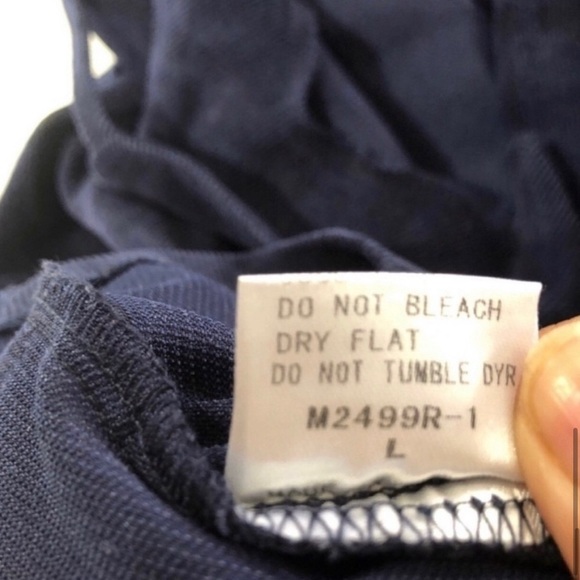 DO NOT BLEACH
DRY FLAT
DO NOT TUMBLE DYR
M2499R-1
L